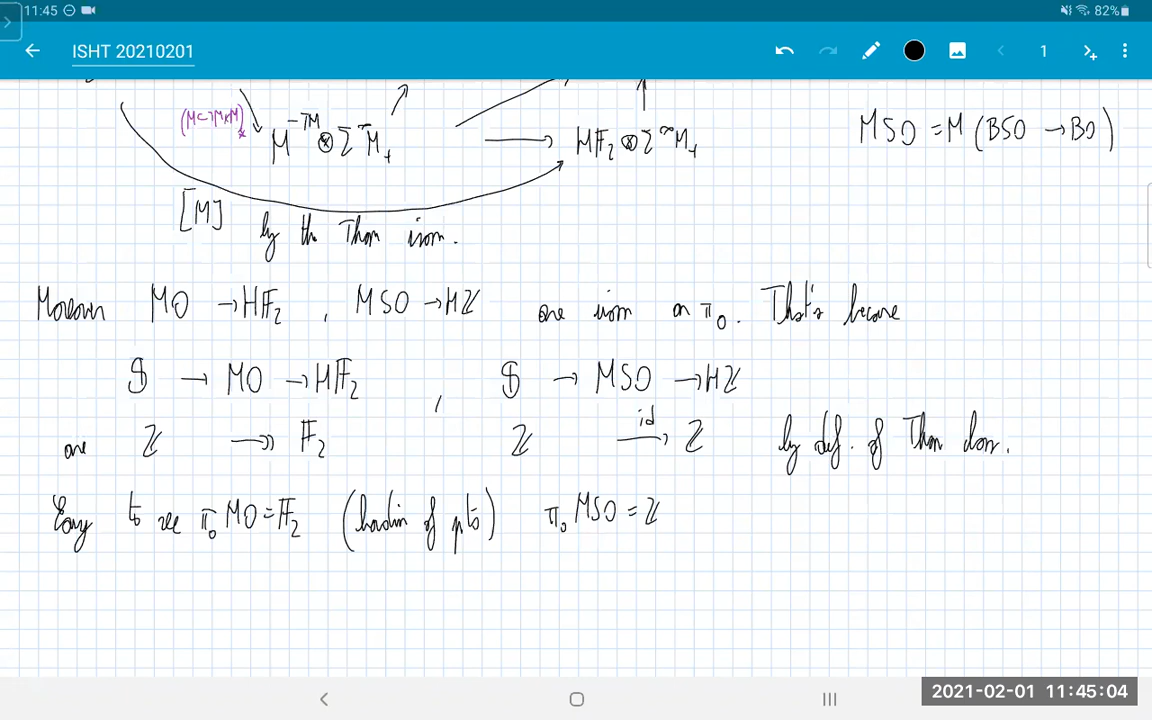 11:45 82%
ISHT 20210201
1
(M↪M×M)_*
M^{-TM} ⊗ Σ^∞ M_+ → HF_2 ⊗ Σ^∞ M_+
MSO = M (BSO → BO)
[M]
by the Thom isom.
Moreover MO → HF_2 , MSO → HZ are isom on π_0. That's because
S → MO → HF_2 , S → MSO → HZ
are Z ↠ F_2 Z id→ Z by def. of Thom class.
Easy to see π_0 MO = F_2 (bordism of pts) π_0 MSO = Z
2021-02-01 11:45:04